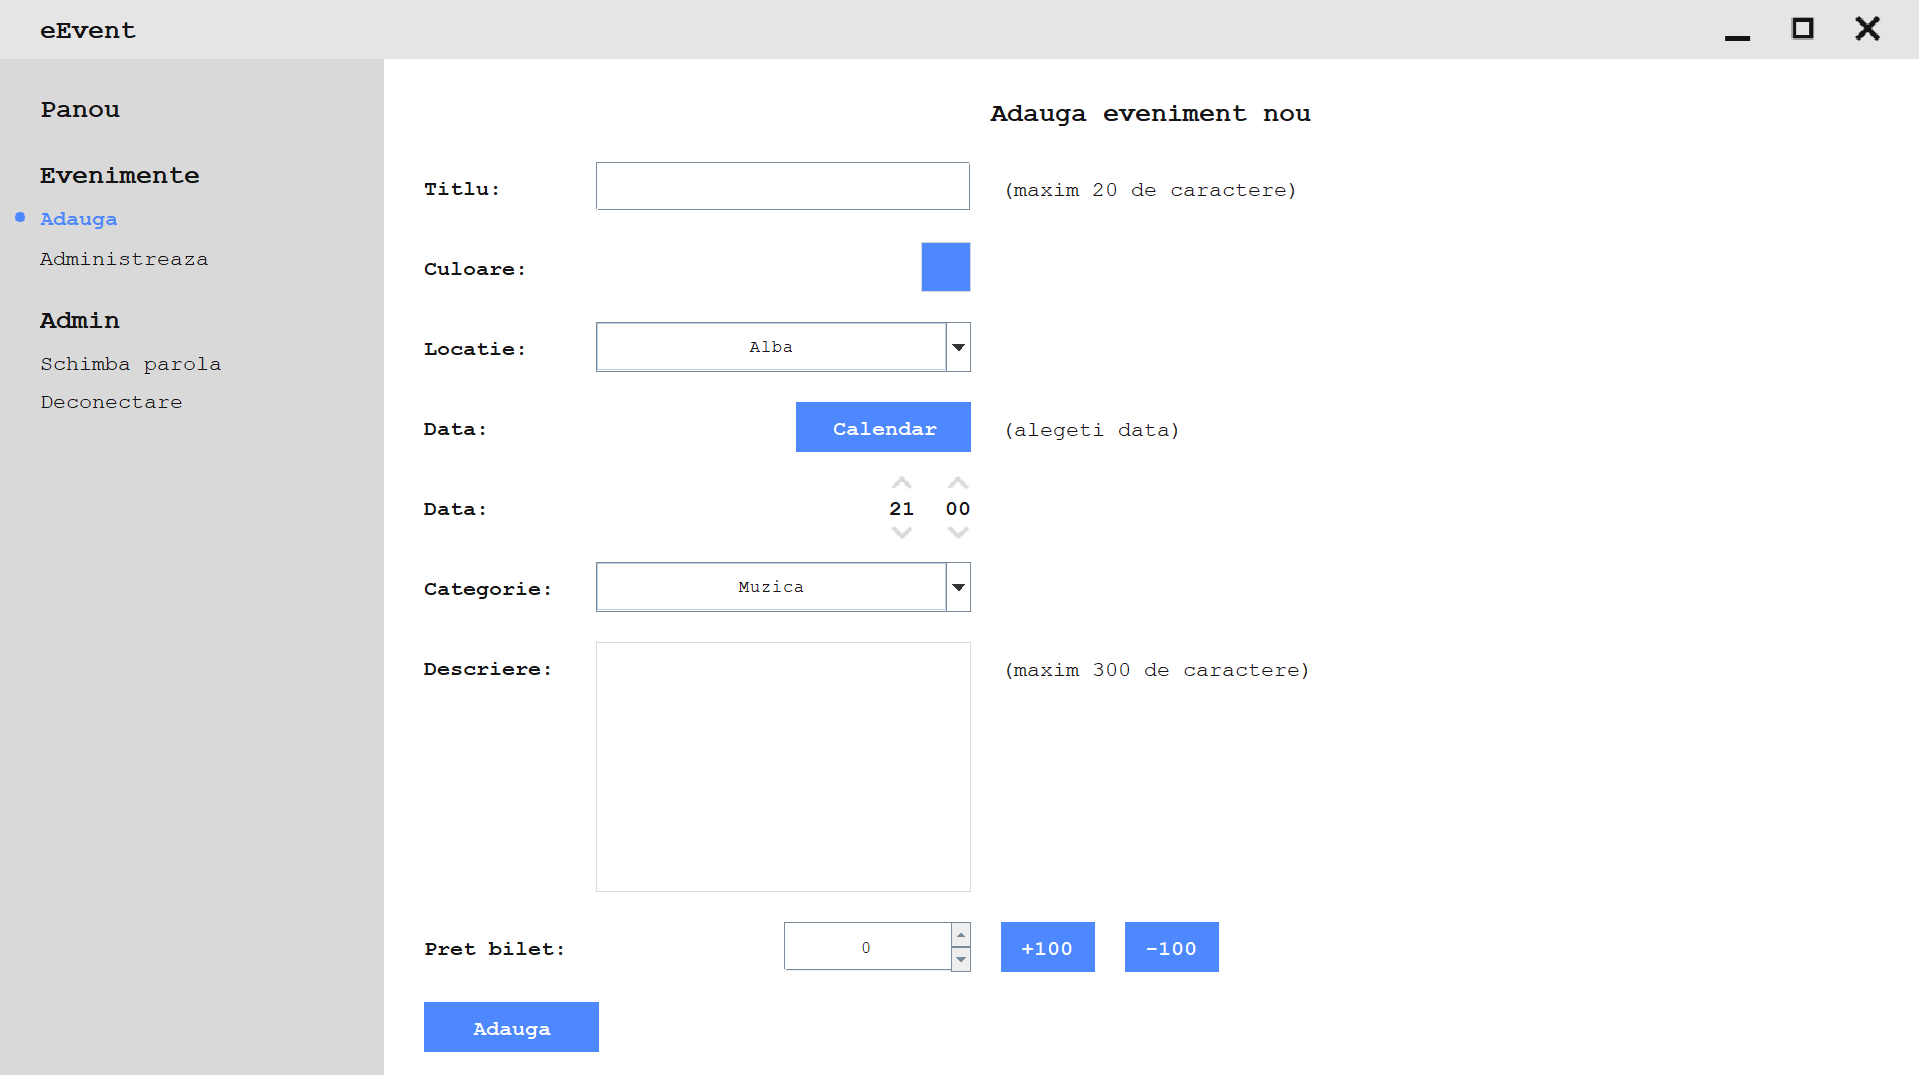 eEvent
Panou
Evenimente
Adauga
Administreaza
Admin
Schimba parola
Deconectare
Adauga eveniment nou
Titlu: (maxim 20 de caractere)
Culoare:
Locatie: Alba
Data: Calendar (alegeti data)
Data: 21 00
Categorie: Muzica
Descriere: (maxim 300 de caractere)
Pret bilet: 0 +100 -100
Adauga